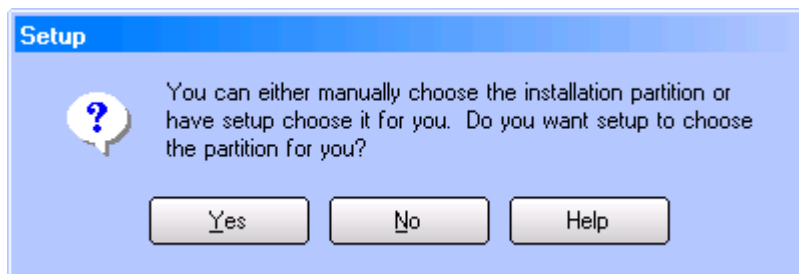 Setup
?
You can either manually choose the installation partition or
have setup choose it for you.  Do you want setup to choose
the partition for you?
Yes
No
Help